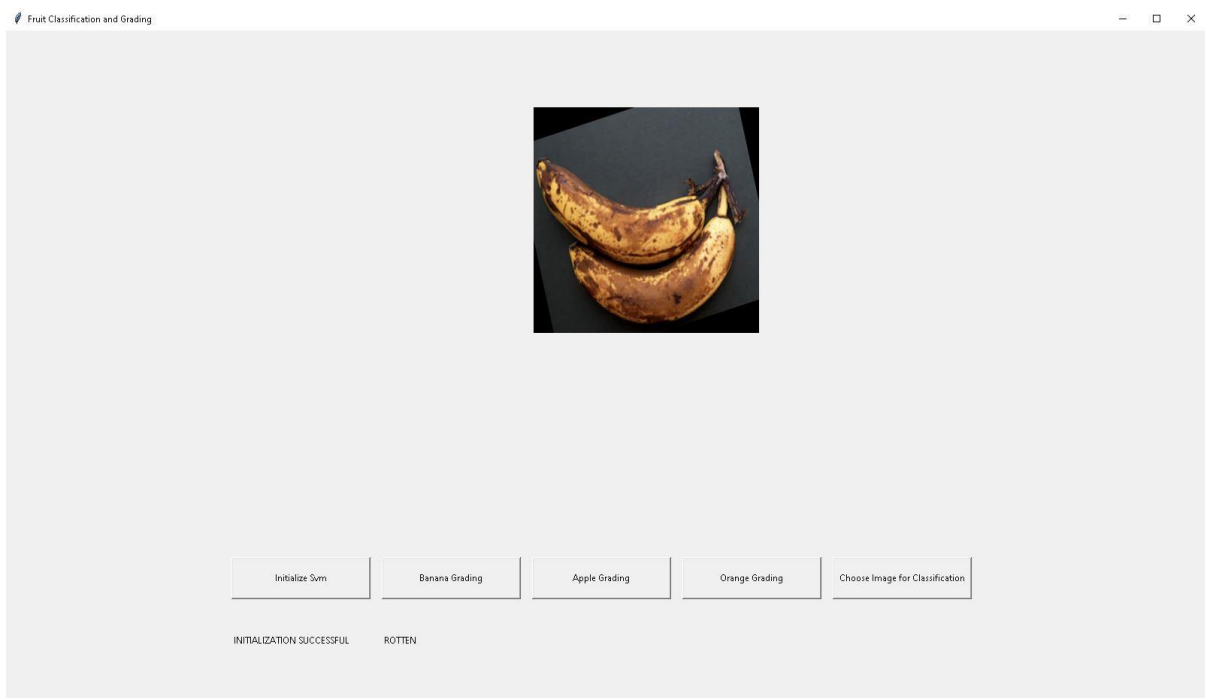 Fruit Classification and Grading
Initialize Svm
Banana Grading
Apple Grading
Orange Grading
Choose Image for Classification
INITIALIZATION SUCCESSFUL
ROTTEN